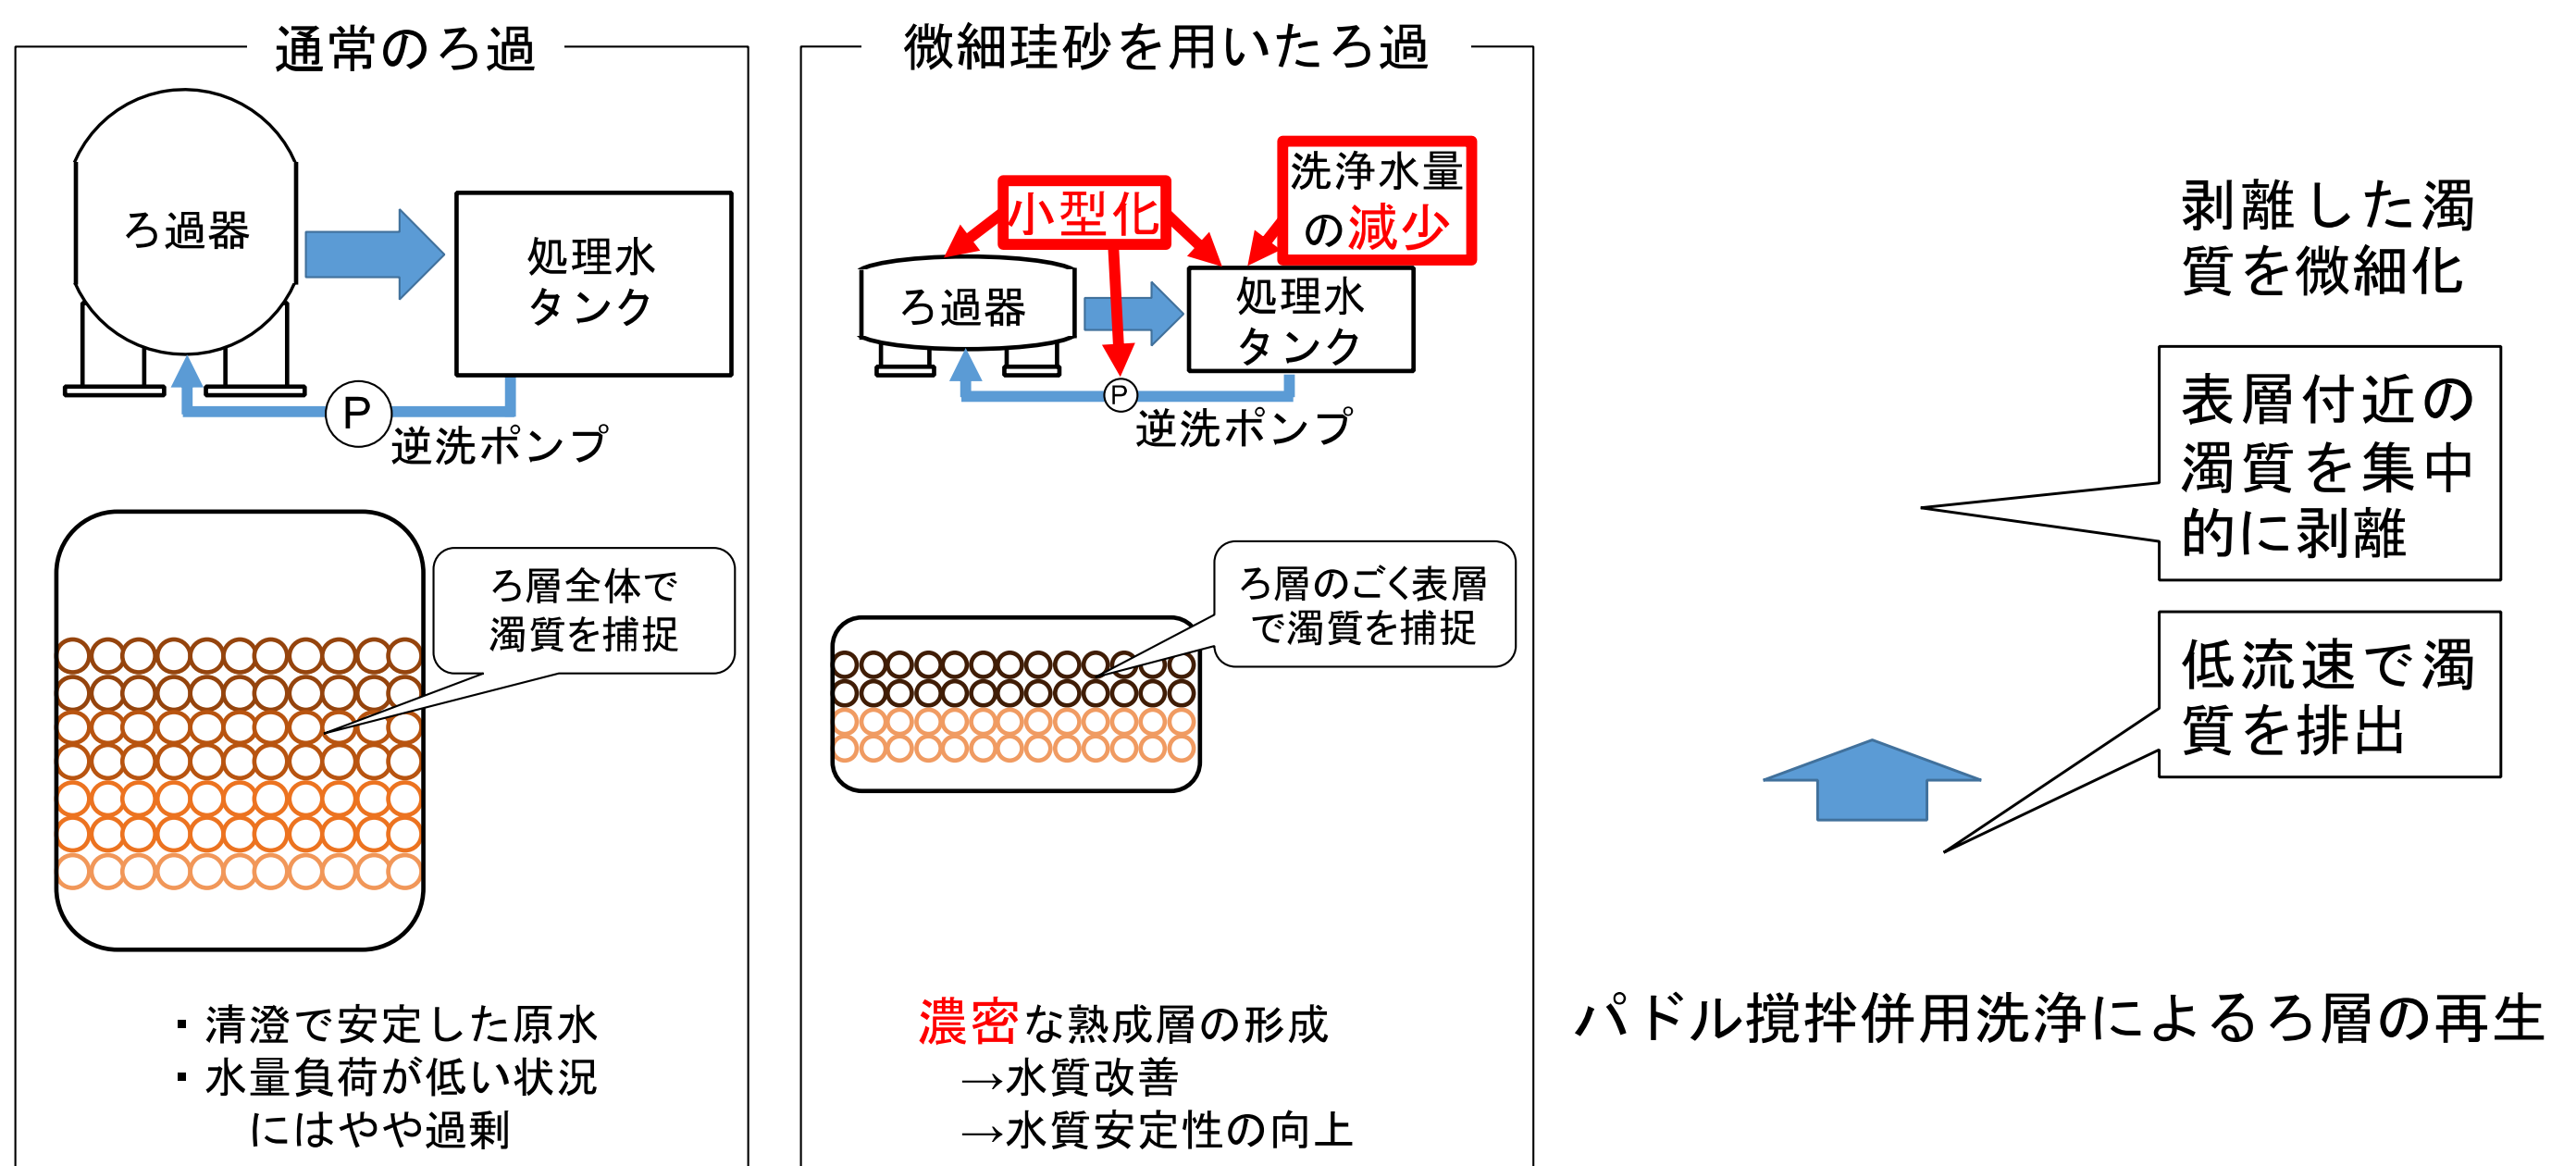 通常のろ過
ろ過器
処理水
タンク
P
逆洗ポンプ
ろ層全体で
濁質を捕捉
・清澄で安定した原水
・水量負荷が低い状況
にはやや過剰
微細珪砂を用いたろ過
小型化
洗浄水量
の減少
ろ過器
処理水
タンク
P
逆洗ポンプ
ろ層のごく表層
で濁質を捕捉
濃密な熟成層の形成
→水質改善
→水質安定性の向上
剥離した濁
質を微細化
表層付近の
濁質を集中
的に剥離
低流速で濁
質を排出
パドル撹拌併用洗浄によるろ層の再生